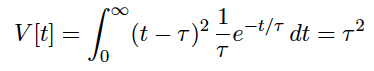 V[t] = ∫₀^∞ (t − τ)² 1/τ e^{−t/τ} dt = τ²